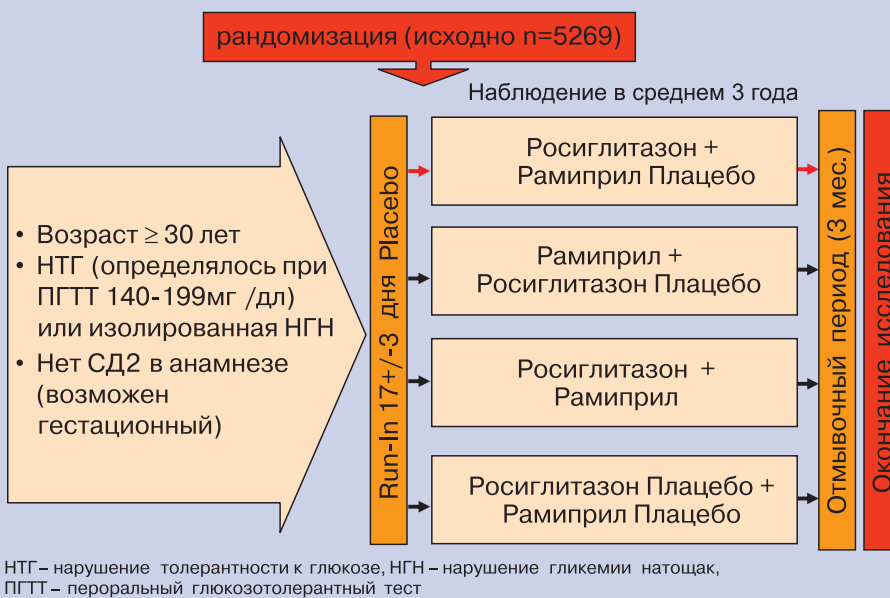 рандомизация (исходно n=5269)
Наблюдение в среднем 3 года
• Возраст ≥ 30 лет
• НТГ (определялось при
ПГТТ 140-199мг /дл)
или изолированная НГН
• Нет СД2 в анамнезе
(возможен
гестационный)
Run-In 17+/-3 дня Placebo
Росиглитазон +
Рамиприл Плацебо
Рамиприл +
Росиглитазон Плацебо
Росиглитазон +
Рамиприл
Росиглитазон Плацебо +
Рамиприл Плацебо
Отмывочный период (3 мес.)
Окончание исследования
НТГ – нарушение толерантности к глюкозе, НГН – нарушение гликемии натощак,
ПГТТ – пероральный глюкозотолерантный тест